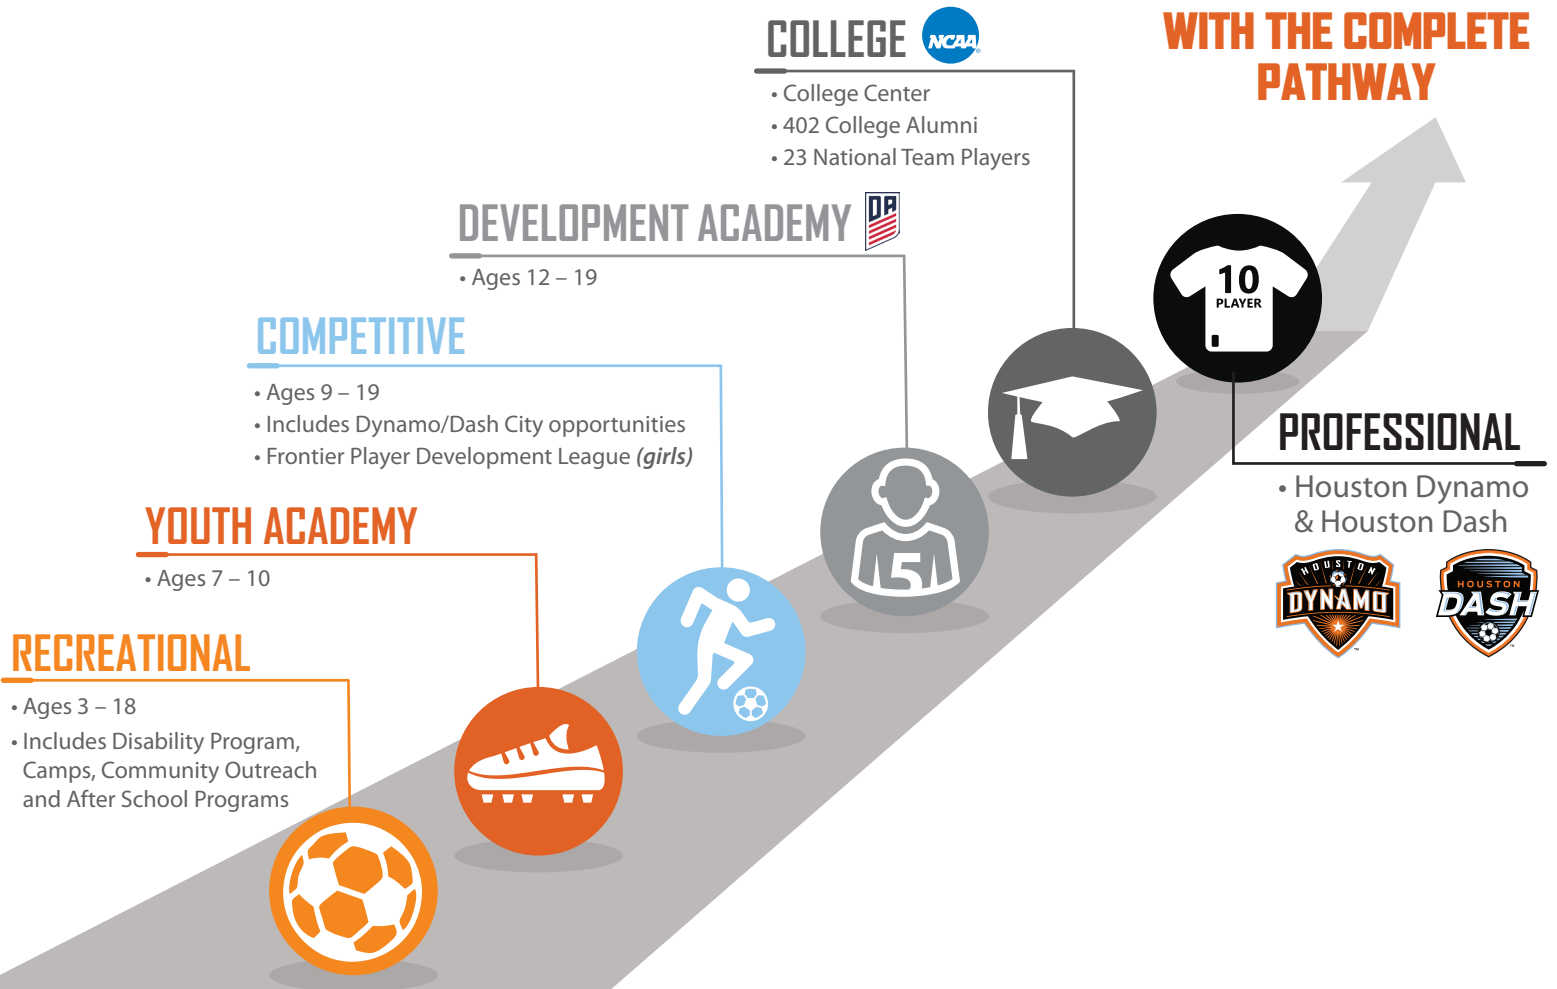 WITH THE COMPLETE
PATHWAY
COLLEGE NCAA
• College Center
• 402 College Alumni
• 23 National Team Players
DEVELOPMENT ACADEMY DA
• Ages 12 – 19
COMPETITIVE
• Ages 9 – 19
• Includes Dynamo/Dash City opportunities
• Frontier Player Development League (girls)
YOUTH ACADEMY
• Ages 7 – 10
RECREATIONAL
• Ages 3 – 18
• Includes Disability Program,
Camps, Community Outreach
and After School Programs
5
10
PLAYER
PROFESSIONAL
• Houston Dynamo
& Houston Dash
HOUSTON
DYNAMO
™
HOUSTON
DASH
™